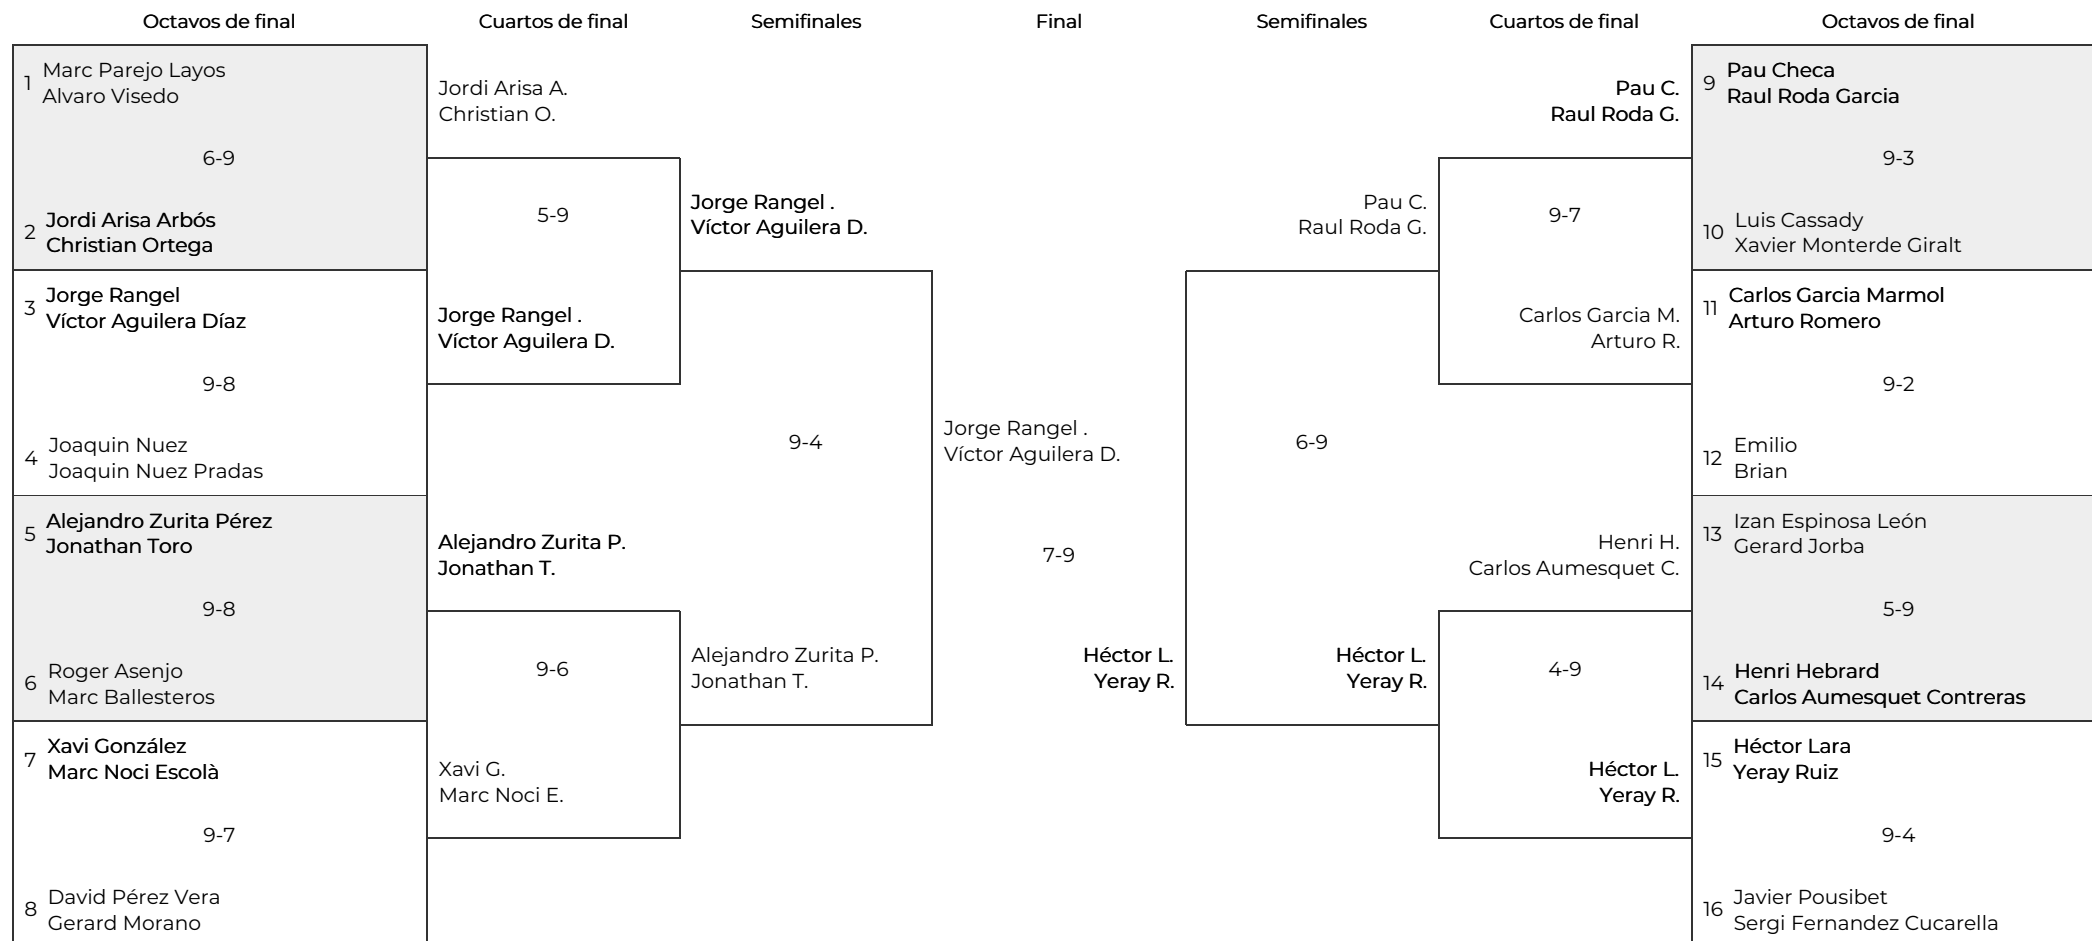 Octavos de final
Cuartos de final
Semifinales
Final
Semifinales
Cuartos de final
Octavos de final
1
Marc Parejo Layos
Alvaro Visedo
6-9
2
Jordi Arisa Arbós
Christian Ortega
3
Jorge Rangel
Víctor Aguilera Díaz
9-8
4
Joaquin Nuez
Joaquin Nuez Pradas
5
Alejandro Zurita Pérez
Jonathan Toro
9-8
6
Roger Asenjo
Marc Ballesteros
7
Xavi González
Marc Noci Escolà
9-7
8
David Pérez Vera
Gerard Morano
Jordi Arisa A.
Christian O.
5-9
Jorge Rangel .
Víctor Aguilera D.
Alejandro Zurita P.
Jonathan T.
9-6
Xavi G.
Marc Noci E.
Jorge Rangel .
Víctor Aguilera D.
9-4
Alejandro Zurita P.
Jonathan T.
Jorge Rangel .
Víctor Aguilera D.
7-9
Héctor L.
Yeray R.
Pau C.
Raul Roda G.
6-9
Héctor L.
Yeray R.
Pau C.
Raul Roda G.
9-7
Carlos Garcia M.
Arturo R.
Henri H.
Carlos Aumesquet C.
4-9
Héctor L.
Yeray R.
9
Pau Checa
Raul Roda Garcia
9-3
10
Luis Cassady
Xavier Monterde Giralt
11
Carlos Garcia Marmol
Arturo Romero
9-2
12
Emilio
Brian
13
Izan Espinosa León
Gerard Jorba
5-9
14
Henri Hebrard
Carlos Aumesquet Contreras
15
Héctor Lara
Yeray Ruiz
9-4
16
Javier Pousibet
Sergi Fernandez Cucarella